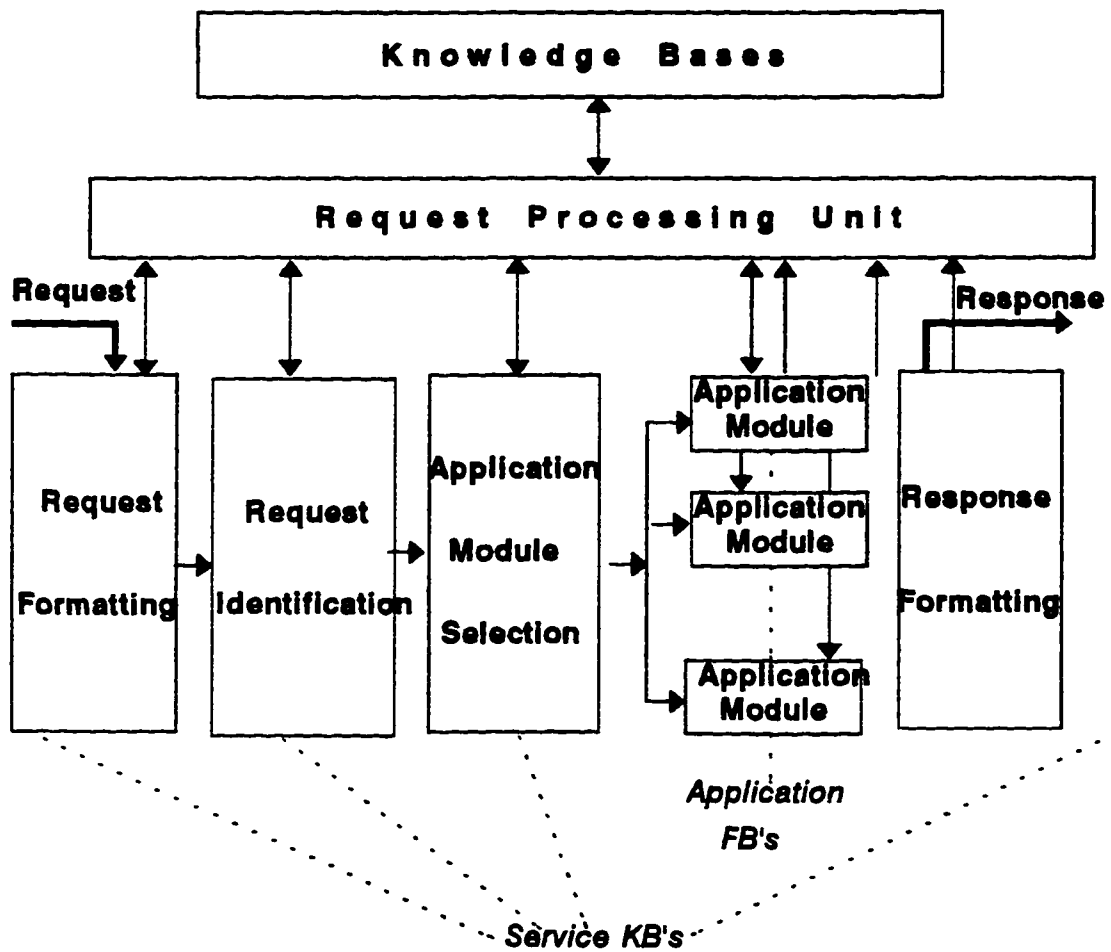 Knowledge Bases
Request Processing Unit
Request
Response
Request
Formatting
Request
Identification
Application
Module
Selection
Application
Module
Application
Module
Application
Module
Response
Formatting
Application
FB's
Service KB's